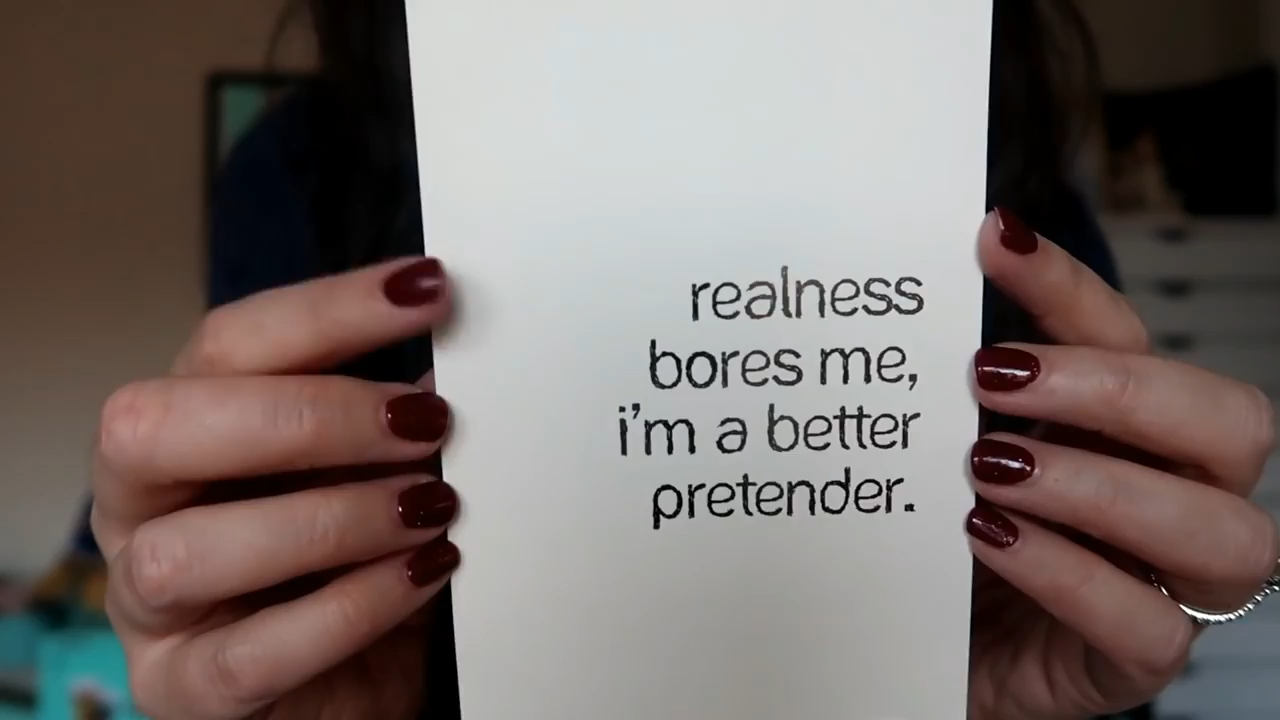 realness
bores me,
i'm a better
pretender.